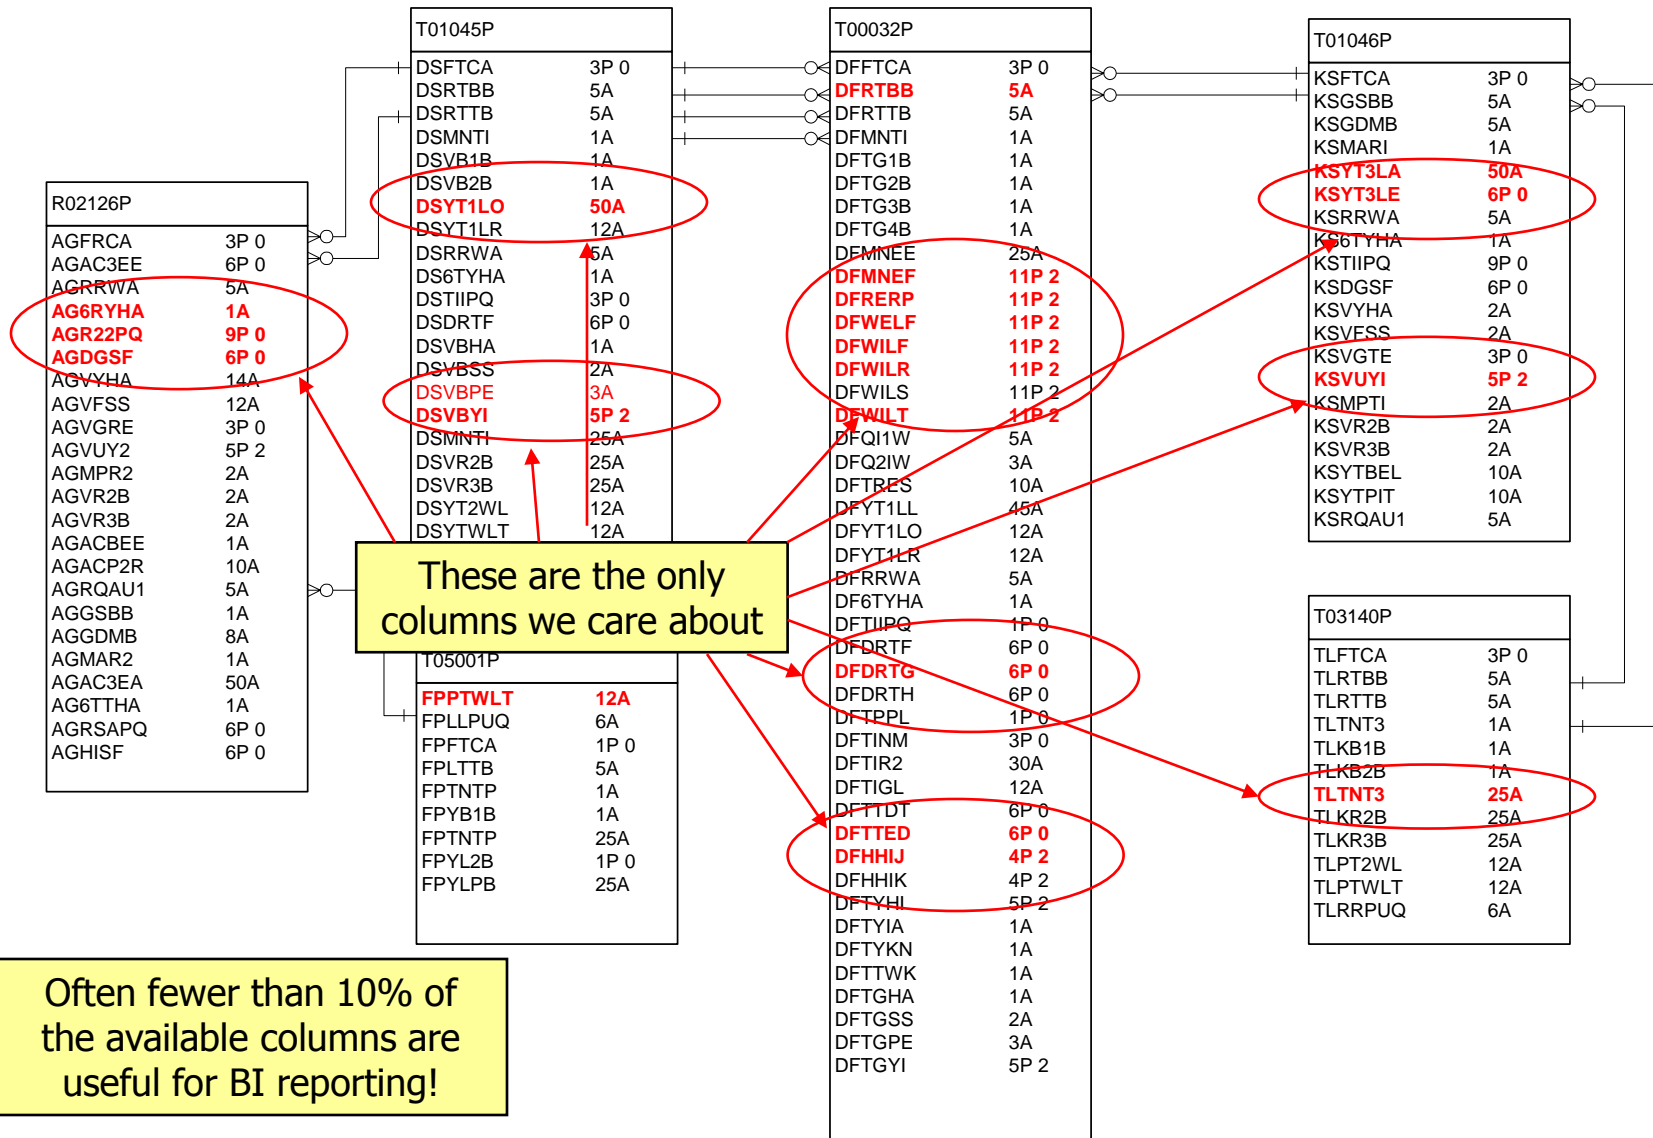 T01045P
DSFTCA 3P 0
DSRTBB 5A
DSRTTB 5A
DSMNTI 1A
DSVB1B 1A
DSVB2B 1A
DSYT1LO 50A
DSYT1LR 12A
DSRRWA 5A
DS6TYHA 1A
DSTIIPQ 3P 0
DSDRTF 6P 0
DSVBHA 1A
DSVBSS 2A
DSVBPE 3A
DSVBYI 5P 2
DSMNTI 25A
DSVR2B 25A
DSVR3B 25A
DSYT2WL 12A
DSYTWLT 12A
T00032P
DFFTCA 3P 0
DFRTBB 5A
DFRTTB 5A
DFMNTI 1A
DFTG1B 1A
DFTG2B 1A
DFTG3B 1A
DFTG4B 1A
DFMNEE 25A
DFMNEF 11P 2
DFRERP 11P 2
DFWELF 11P 2
DFWILF 11P 2
DFWILR 11P 2
DFWILS 11P 2
DFWILT 11P 2
DFQI1W 5A
DFQ2IW 3A
DFTRES 10A
DFYT1LL 45A
DFYT1LO 12A
DFYT1LR 12A
DFRRWA 5A
DF6TYHA 1A
DFTIIPQ 1P 0
DFDRTF 6P 0
DFDRTG 6P 0
DFDRTH 6P 0
DFTPPL 1P 0
DFTINM 3P 0
DFTIR2 30A
DFTIGL 12A
DFTTDT 6P 0
DFTTED 6P 0
DFHHIJ 4P 2
DFHHIK 4P 2
DFTYHI 5P 2
DFTYIA 1A
DFTYKN 1A
DFTTWK 1A
DFTGHA 1A
DFTGSS 2A
DFTGPE 3A
DFTGYI 5P 2
T01046P
KSFTCA 3P 0
KSGSBB 5A
KSGDMB 5A
KSMARI 1A
KSYT3LA 50A
KSYT3LE 6P 0
KSRRWA 5A
KS6TYHA 1A
KSTIIPQ 9P 0
KSDGSF 6P 0
KSVYHA 2A
KSVFSS 2A
KSVGTE 3P 0
KSVUYI 5P 2
KSMPTI 2A
KSVR2B 2A
KSVR3B 2A
KSYTBEL 10A
KSYTPIT 10A
KSRQAU1 5A
R02126P
AGFRCA 3P 0
AGAC3EE 6P 0
AGRRWA 5A
AG6RYHA 1A
AGR22PQ 9P 0
AGDGSF 6P 0
AGVYHA 14A
AGVFSS 12A
AGVGRE 3P 0
AGVUY2 5P 2
AGMPR2 2A
AGVR2B 2A
AGVR3B 2A
AGACBEE 1A
AGACP2R 10A
AGRQAU1 5A
AGGSBB 1A
AGGDMB 8A
AGMAR2 1A
AGAC3EA 50A
AG6TTHA 1A
AGRSAPQ 6P 0
AGHISF 6P 0
These are the only
columns we care about
T05001P
FPPTWLT 12A
FPLLPUQ 6A
FPFTCA 1P 0
FPLTTB 5A
FPTNTP 1A
FPYB1B 1A
FPTNTP 25A
FPYL2B 1P 0
FPYLPB 25A
T03140P
TLFTCA 3P 0
TLRTBB 5A
TLRTTB 5A
TLTNT3 1A
TLKB1B 1A
TLKB2B 1A
TLTNT3 25A
TLKR2B 25A
TLKR3B 25A
TLPT2WL 12A
TLPTWLT 12A
TLRRPUQ 6A
Often fewer than 10% of
the available columns are
useful for BI reporting!